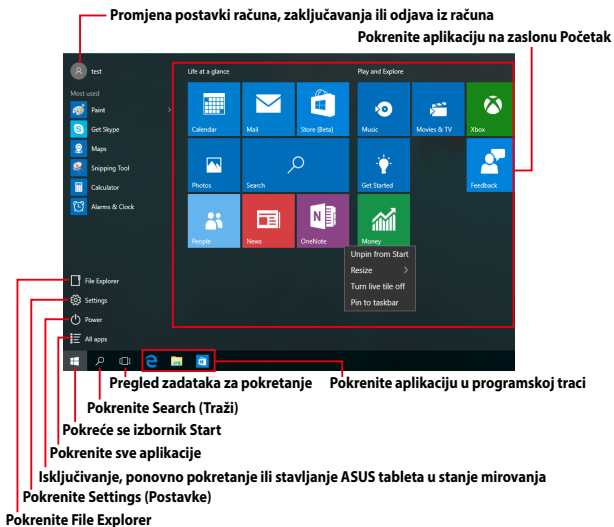 Promjena postavki računa, zaključavanja ili odjava iz računa
Pokrenite aplikaciju na zaslonu Početak
test
Most used
Paint
Get Skype
Maps
Snipping Tool
Calculator
Alarms & Clock
Life at a glance
Play and Explore
Calendar
Mail
Store (Beta)
Music
Movies & TV
Xbox
Photos
Search
Get Started
Feedback
People
News
OneNote
Money
Unpin from Start
Resize
Turn live tile off
Pin to taskbar
File Explorer
Settings
Power
All apps
Pregled zadataka za pokretanje
Pokrenite aplikaciju u programskoj traci
Pokrenite Search (Traži)
Pokreće se izbornik Start
Pokrenite sve aplikacije
Isključivanje, ponovno pokretanje ili stavljanje ASUS tableta u stanje mirovanja
Pokrenite Settings (Postavke)
Pokrenite File Explorer